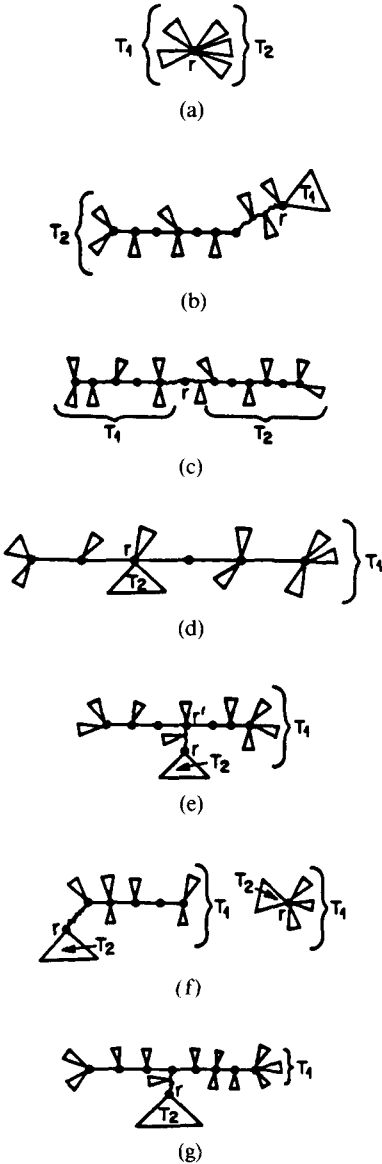 T₁ r T₂
(a)
T₂ r T₁
(b)
r
T₁ T₂
(c)
r
T₂ T₁
(d)
r'
T₁
r
T₂
(e)
T₁
r T₂
T₂
r
T₁
(f)
T₁
r
T₂
(g)